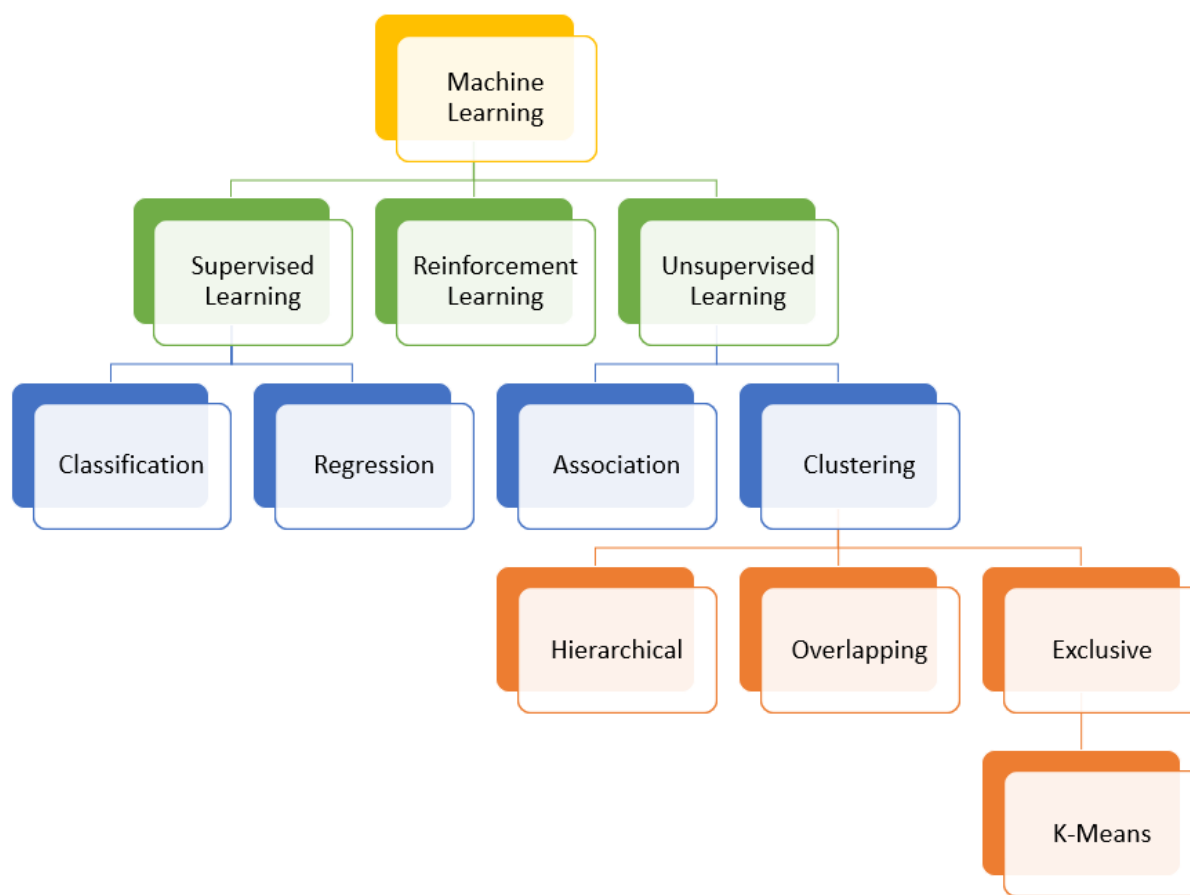 Machine
Learning
Supervised
Learning
Reinforcement
Learning
Unsupervised
Learning
Classification
Regression
Association
Clustering
Hierarchical
Overlapping
Exclusive
K-Means